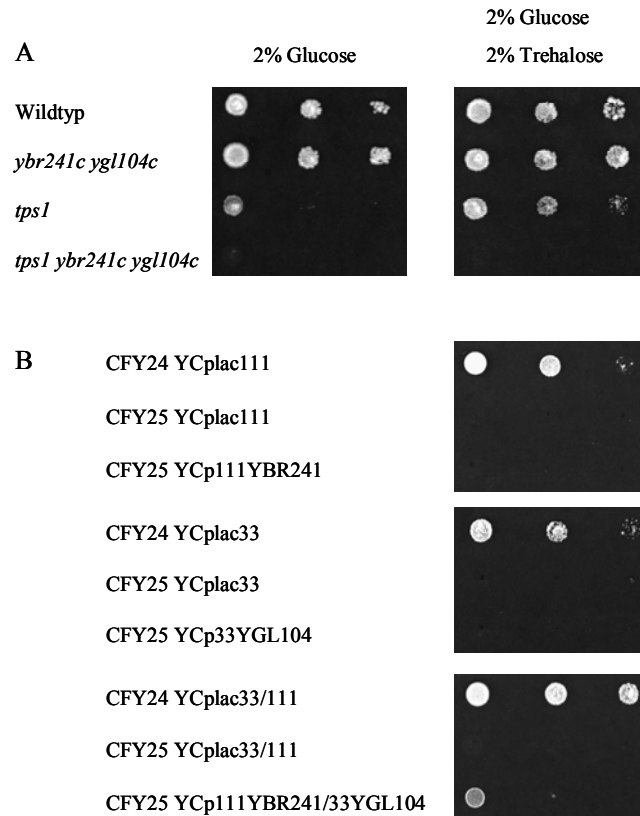 2% Glucose
A 2% Glucose 2% Trehalose
Wildtyp
ybr241c ygl104c
tps1
tps1 ybr241c ygl104c
B CFY24 YCplac111
CFY25 YCplac111
CFY25 YCp111YBR241
CFY24 YCplac33
CFY25 YCplac33
CFY25 YCp33YGL104
CFY24 YCplac33/111
CFY25 YCplac33/111
CFY25 YCp111YBR241/33YGL104